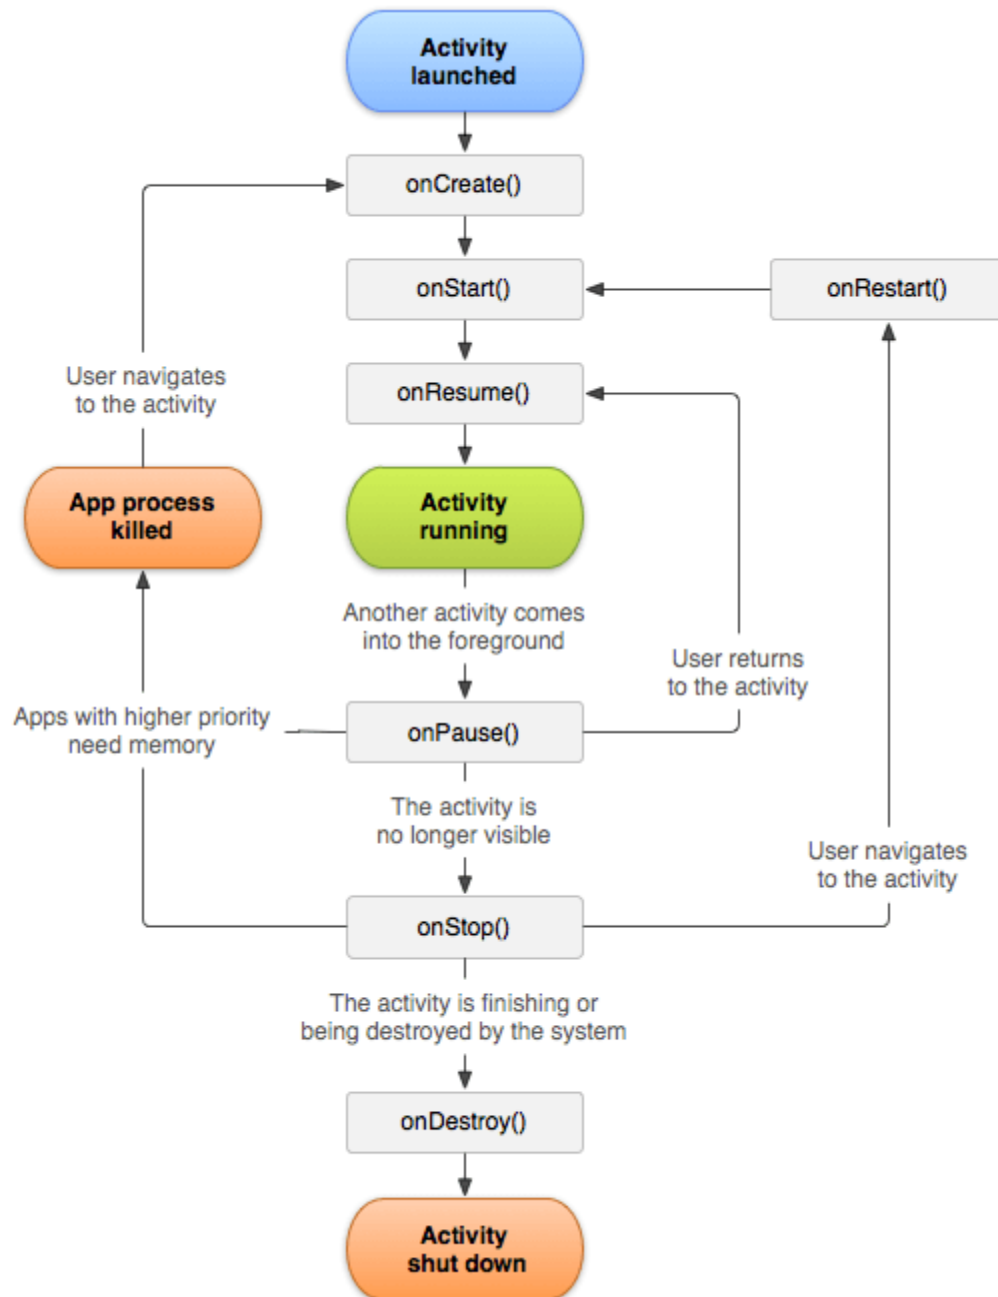 Activity
launched
onCreate()
onStart()
onRestart()
User navigates
to the activity
onResume()
App process
killed
Activity
running
Another activity comes
into the foreground
User returns
to the activity
Apps with higher priority
need memory
onPause()
The activity is
no longer visible
User navigates
to the activity
onStop()
The activity is finishing or
being destroyed by the system
onDestroy()
Activity
shut down